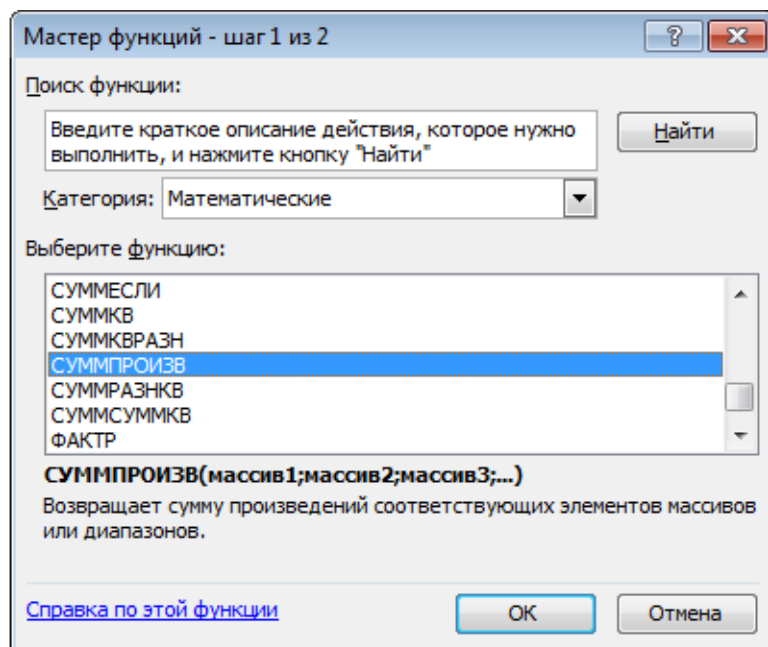 Мастер функций - шаг 1 из 2
Поиск функции:
Введите краткое описание действия, которое нужно
выполнить, и нажмите кнопку "Найти"
Найти
Категория: Математические
Выберите функцию:
СУММЕСЛИ
СУММКВ
СУММКВРАЗН
СУММПРОИЗВ
СУММРАЗНКВ
СУММСУММКВ
ФАКТР
СУММПРОИЗВ(массив1;массив2;массив3;...)
Возвращает сумму произведений соответствующих элементов массивов
или диапазонов.
Справка по этой функции
ОК
Отмена